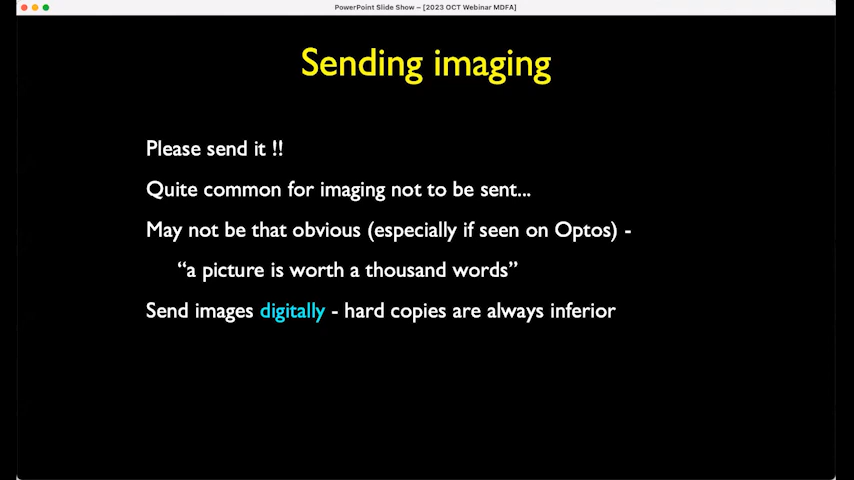 PowerPoint Slide Show – [2023 OCT Webinar MDFA]
Sending imaging
Please send it !!
Quite common for imaging not to be sent...
May not be that obvious (especially if seen on Optos) -
“a picture is worth a thousand words”
Send images digitally - hard copies are always inferior